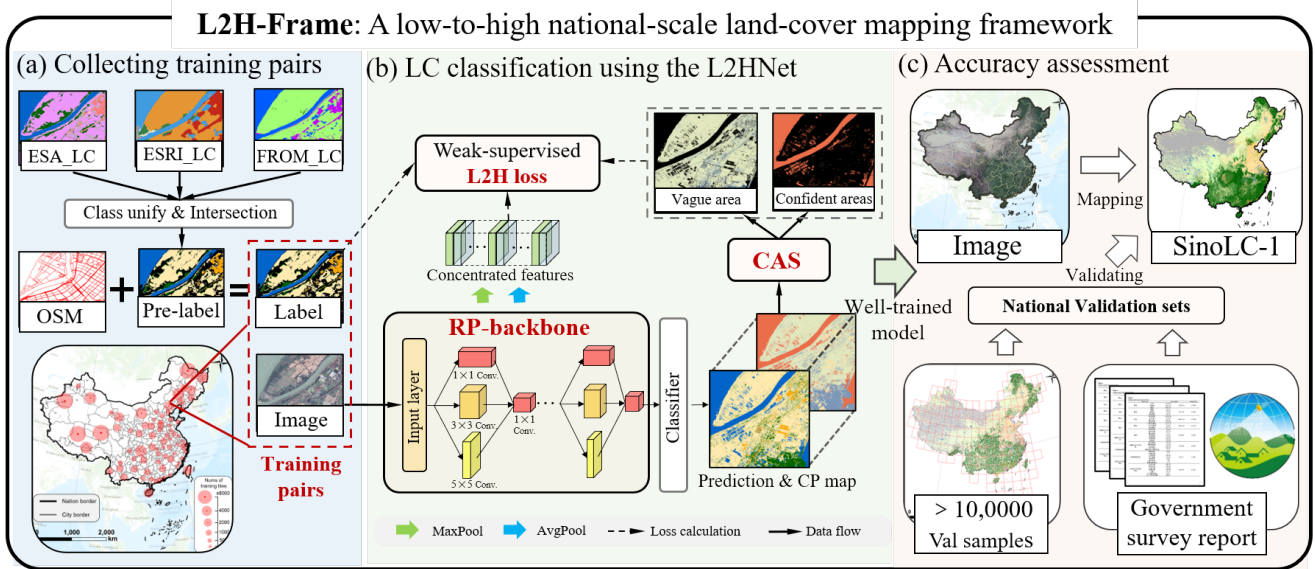 L2H-Frame: A low-to-high national-scale land-cover mapping framework
(a) Collecting training pairs
ESA_LC
ESRI_LC
FROM_LC
Class unify & Intersection
OSM
Pre-label
Label
Image
Training
pairs
Nation border
City border
0
1,000
2,000
km
Nums of
training tiles
(b) LC classification using the L2HNet
Weak-supervised
L2H loss
Vague area
Confident areas
Concentrated features
CAS
RP-backbone
Input layer
1×1 Conv.
3×3 Conv.
5×5 Conv.
1×1
Conv.
Classifier
Prediction & CP map
MaxPool
AvgPool
Loss calculation
Data flow
Well-trained
model
(c) Accuracy assessment
Image
Mapping
SinoLC-1
Validating
National Validation sets
> 10,0000
Val samples
Government
survey report